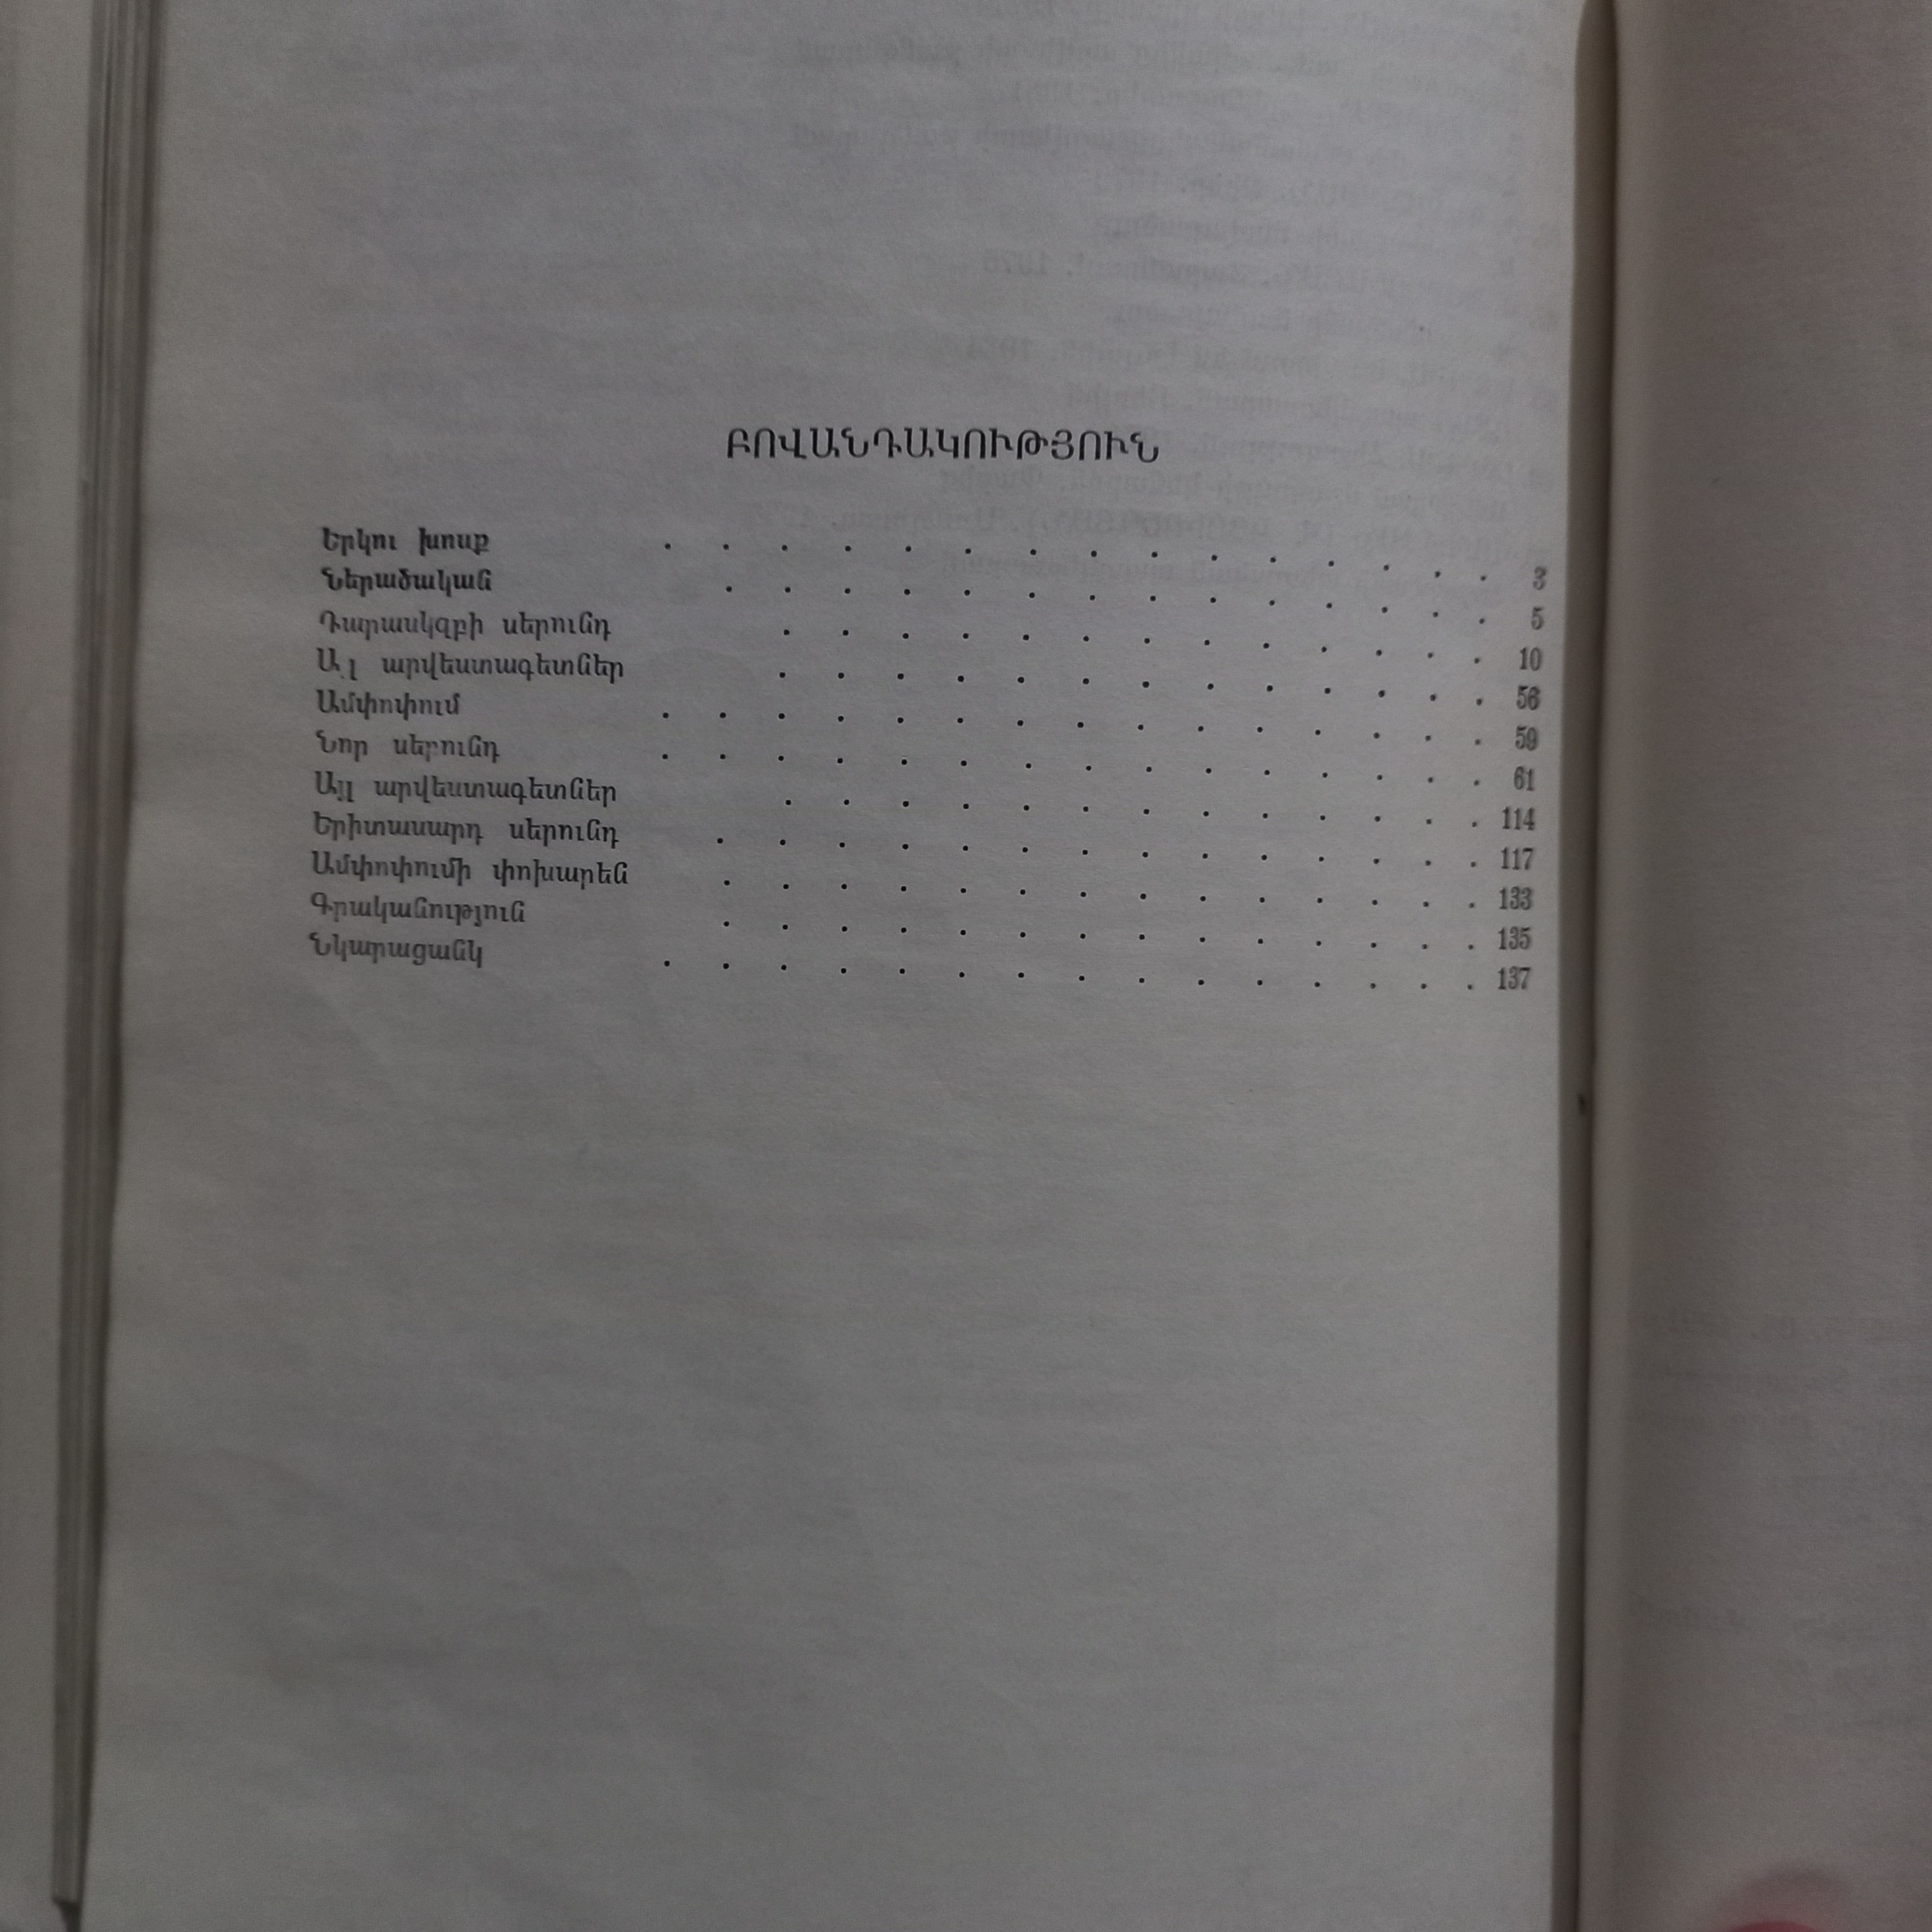 ԲՈՎԱՆԴԱԿՈՒԹՅՈՒՆ
Երկու խոսք . . . . . . . . . . . . . . . 3
Ներածական . . . . . . . . . . . . . . 5
Դարասկզբի սերունդ . . . . . . . . . . . . . 10
Այլ արվեստագետներ . . . . . . . . . . . . . 56
Ամփոփում . . . . . . . . . . . . . . . 59
Նոր սերունդ . . . . . . . . . . . . . . . 61
Այլ արվեստագետներ . . . . . . . . . . . . . 114
Երիտասարդ սերունդ . . . . . . . . . . . . . . 117
Ամփոփումի փոխարեն . . . . . . . . . . . . . . 133
Գրականություն . . . . . . . . . . . . . . 135
Նկարացանկ . . . . . . . . . . . . . . . 137